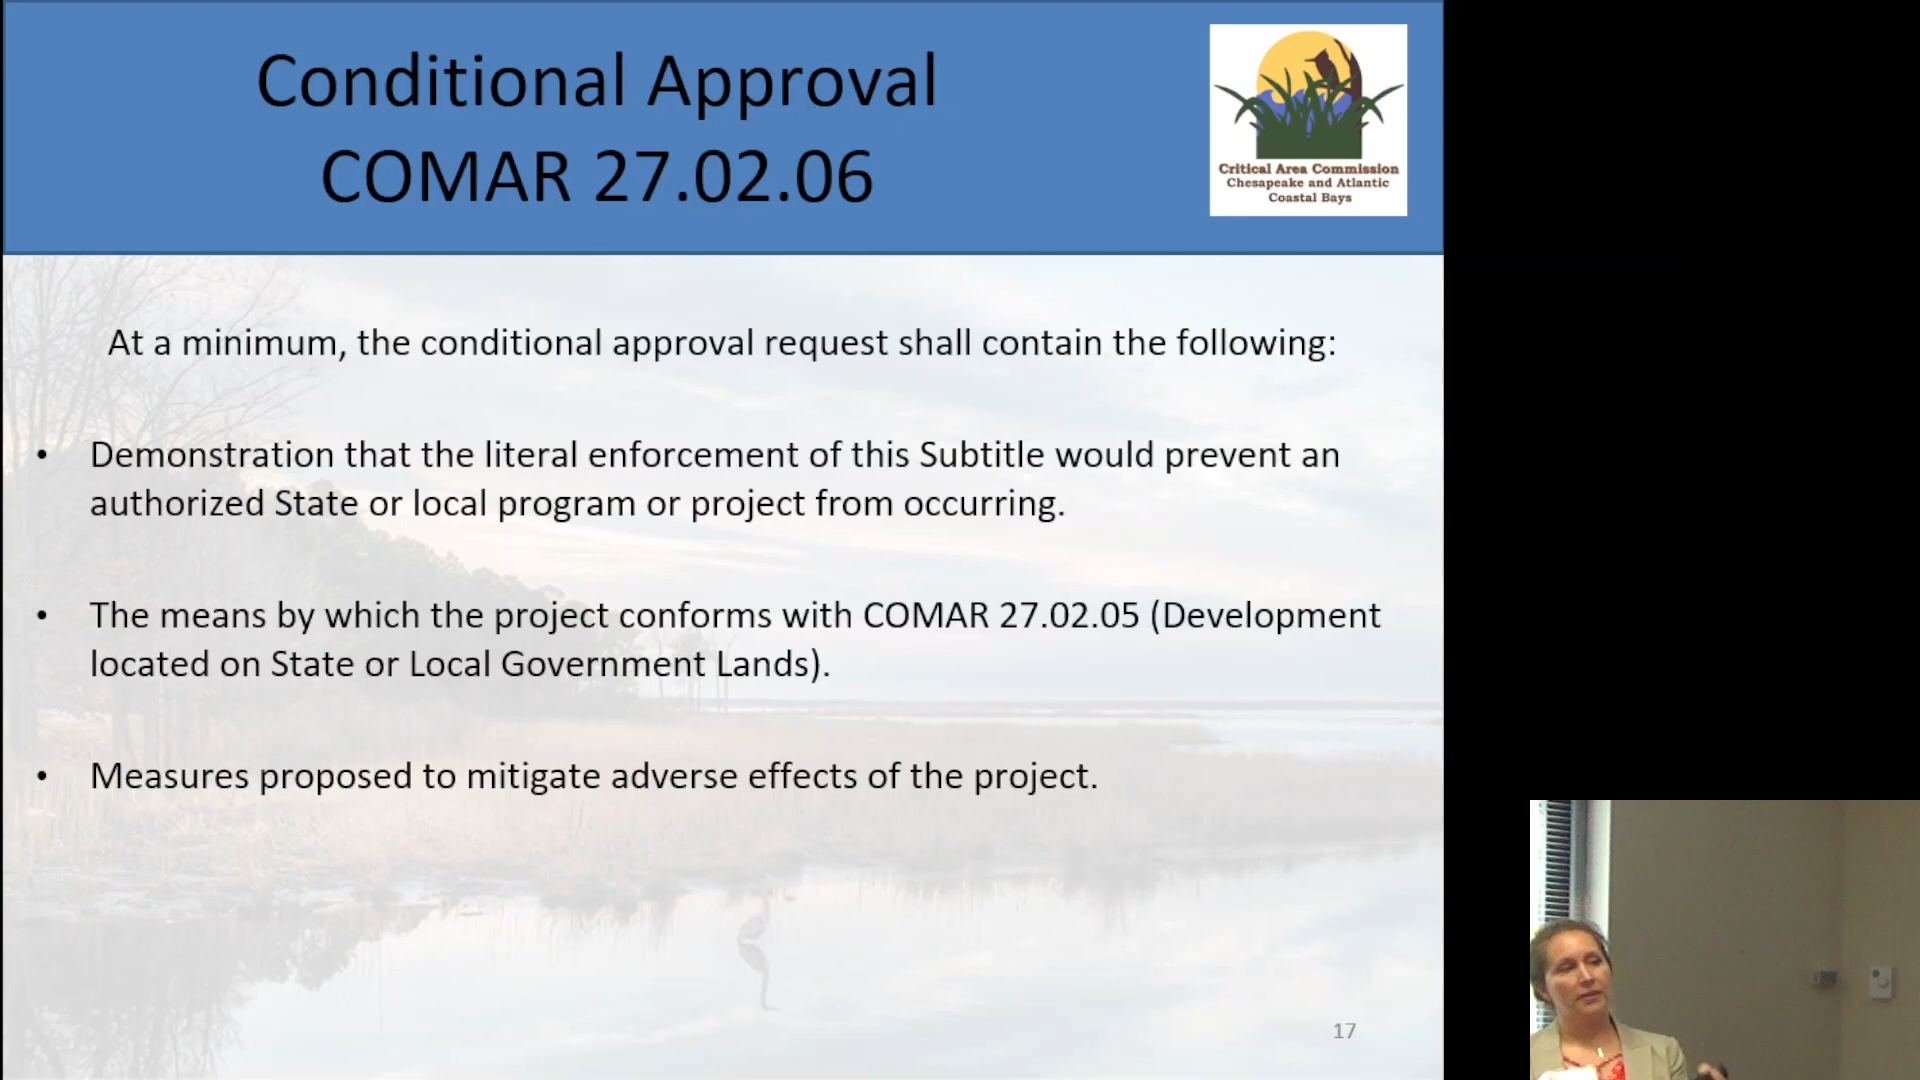 Conditional Approval
COMAR 27.02.06
Critical Area Commission
Chesapeake and Atlantic
Coastal Bays
At a minimum, the conditional approval request shall contain the following:
• Demonstration that the literal enforcement of this Subtitle would prevent an
authorized State or local program or project from occurring.
• The means by which the project conforms with COMAR 27.02.05 (Development
located on State or Local Government Lands).
• Measures proposed to mitigate adverse effects of the project.
17